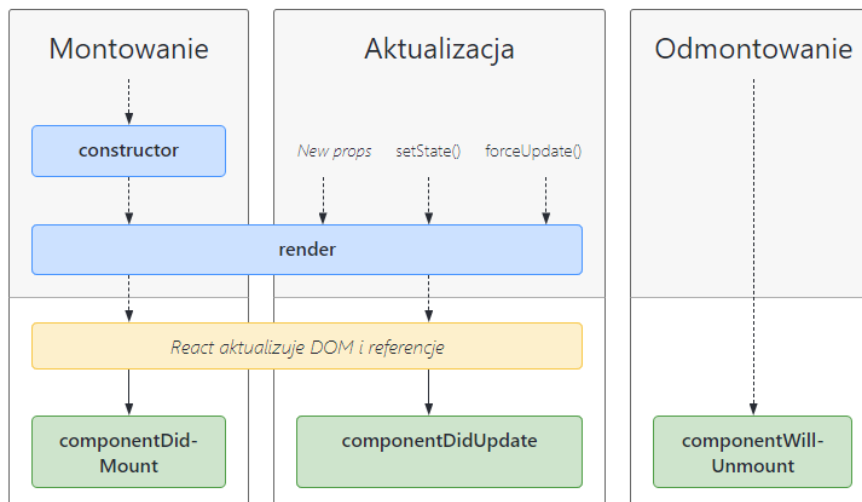 Montowanie
Aktualizacja
Odmontowanie
constructor
New props
setState()
forceUpdate()
render
React aktualizuje DOM i referencje
componentDid-
Mount
componentDidUpdate
componentWill-
Unmount